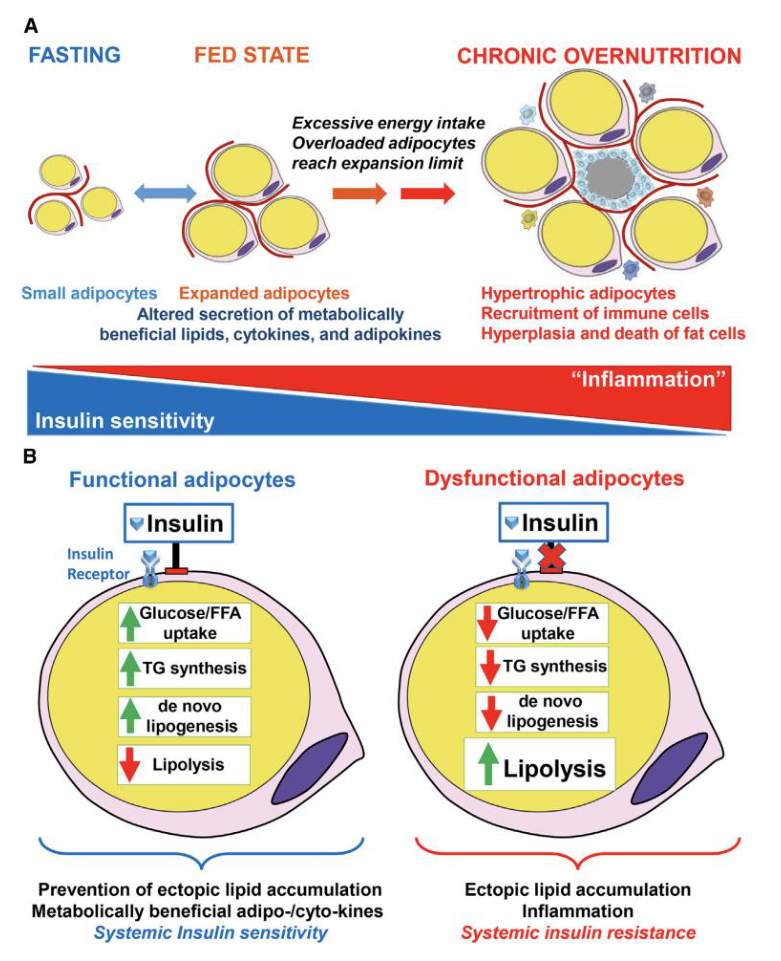 A
FASTING
FED STATE
CHRONIC OVERNUTRITION
Excessive energy intake
Overloaded adipocytes
reach expansion limit
Small adipocytes
Expanded adipocytes
Altered secretion of metabolically
beneficial lipids, cytokines, and adipokines
Hypertrophic adipocytes
Recruitment of immune cells
Hyperplasia and death of fat cells
“Inflammation”
Insulin sensitivity
B
Functional adipocytes
Insulin
Insulin
Receptor
Glucose/FFA
uptake
TG synthesis
de novo
lipogenesis
Lipolysis
Prevention of ectopic lipid accumulation
Metabolically beneficial adipo-/cyto-kines
Systemic Insulin sensitivity
Dysfunctional adipocytes
Insulin
Glucose/FFA
uptake
TG synthesis
de novo
lipogenesis
Lipolysis
Ectopic lipid accumulation
Inflammation
Systemic insulin resistance